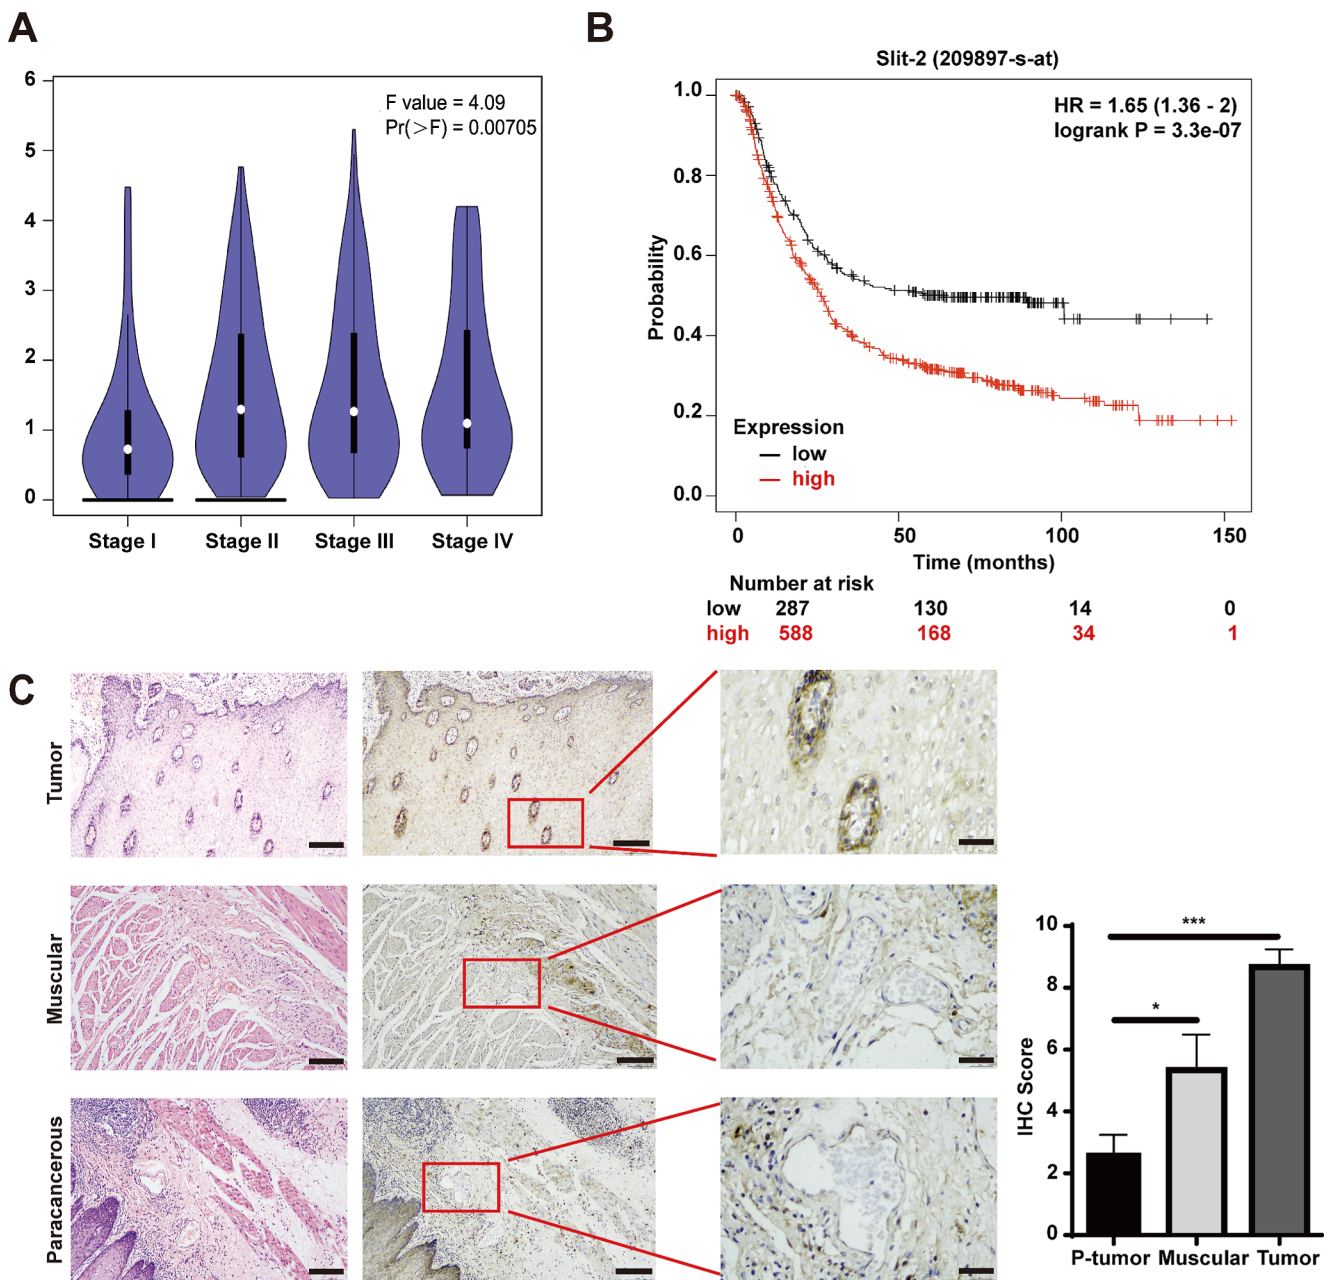 A
B
6
5
4
3
2
1
0
F value = 4.09
Pr(>F) = 0.00705
Stage I Stage II Stage III Stage IV
Slit-2 (209897-s-at)
HR = 1.65 (1.36 - 2)
logrank P = 3.3e-07
Probability
1.0
0.8
0.6
0.4
0.2
0.0
Expression
low
high
0 50 100 150
Time (months)
Number at risk
low 287 130 14 0
high 588 168 34 1
C
Tumor
Muscular
Paracancerous
IHC Score
10
8
6
4
2
0
***
*
P-tumor Muscular Tumor